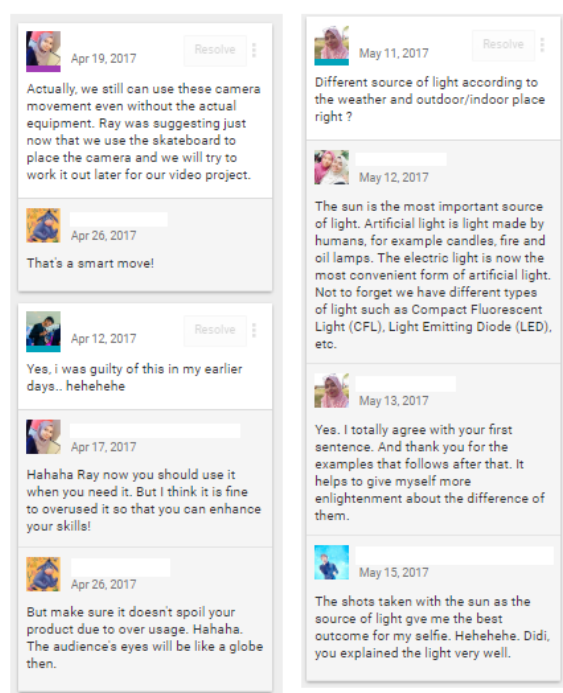 Apr 19, 2017
Resolve
Actually, we still can use these camera
movement even without the actual
equipment. Ray was suggesting just
now that we use the skateboard to
place the camera and we will try to
work it out later for our video project.
Apr 26, 2017
That's a smart move!
Apr 12, 2017
Resolve
Yes, i was guilty of this in my earlier
days.. hehehehe
Apr 17, 2017
Hahaha Ray now you should use it
when you need it. But I think it is fine
to overused it so that you can enhance
your skills!
Apr 26, 2017
But make sure it doesn't spoil your
product due to over usage. Hahaha.
The audience's eyes will be like a globe
then.
May 11, 2017
Resolve
Different source of light according to
the weather and outdoor/indoor place
right ?
May 12, 2017
The sun is the most important source
of light. Artificial light is light made by
humans, for example candles, fire and
oil lamps. The electric light is now the
most convenient form of artificial light.
Not to forget we have different types
of light such as Compact Fluorescent
Light (CFL), Light Emitting Diode (LED),
etc.
May 13, 2017
Yes. I totally agree with your first
sentence. And thank you for the
examples that follows after that. It
helps to give myself more
enlightenment about the difference of
them.
May 15, 2017
The shots taken with the sun as the
source of light gve me the best
outcome for my selfie. Hehehehe. Didi,
you explained the light very well.